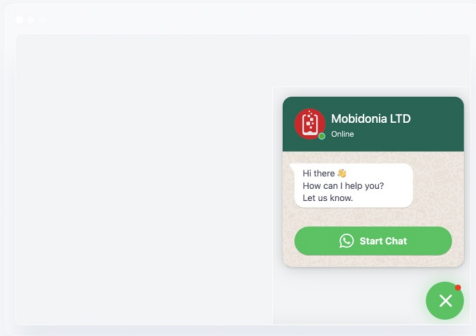 Mobidonia LTD
Online
Hi there 👋
How can I help you?
Let us know.
Start Chat